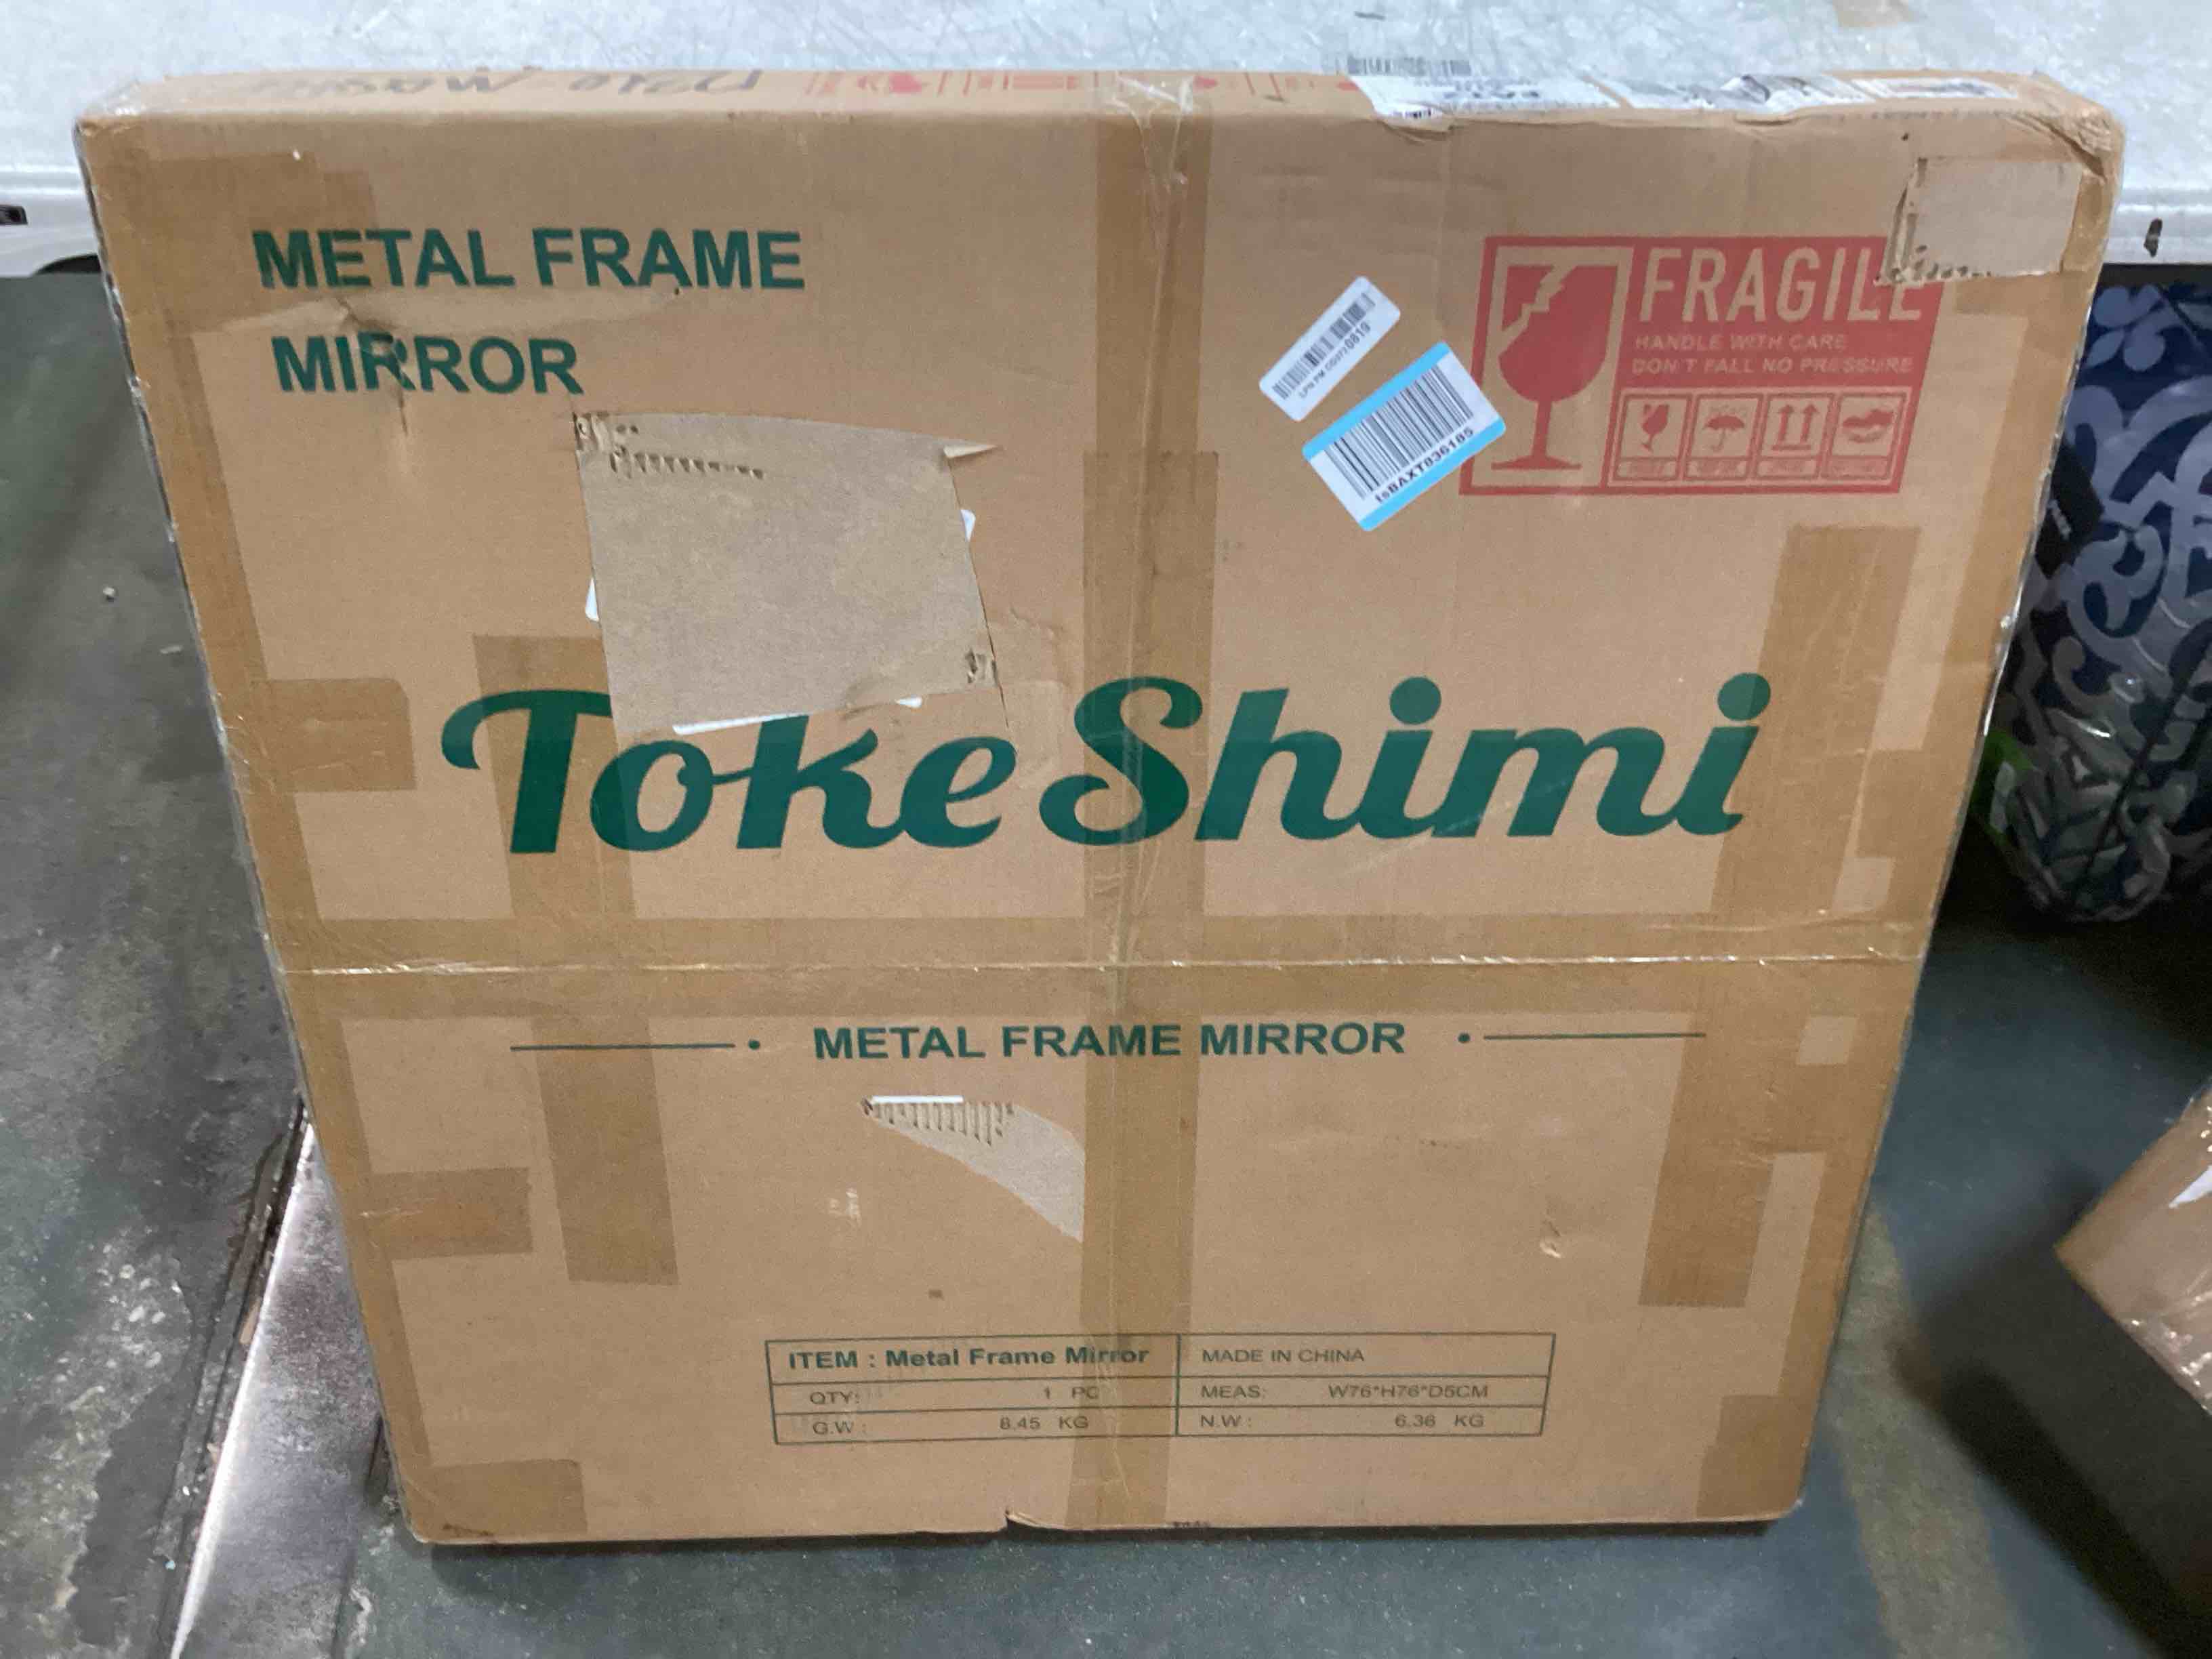 METAL FRAME
MIRROR
FRAGILE
HANDLE WITH CARE
DON'T FALL NO PRESSURE
tsBAXT036185
TokeShimi
METAL FRAME MIRROR
ITEM : Metal Frame Mirror
MADE IN CHINA
QTY: 1 PC
MEAS: W76*H76*D5CM
G.W : 8.45 KG
N.W : 6.36 KG